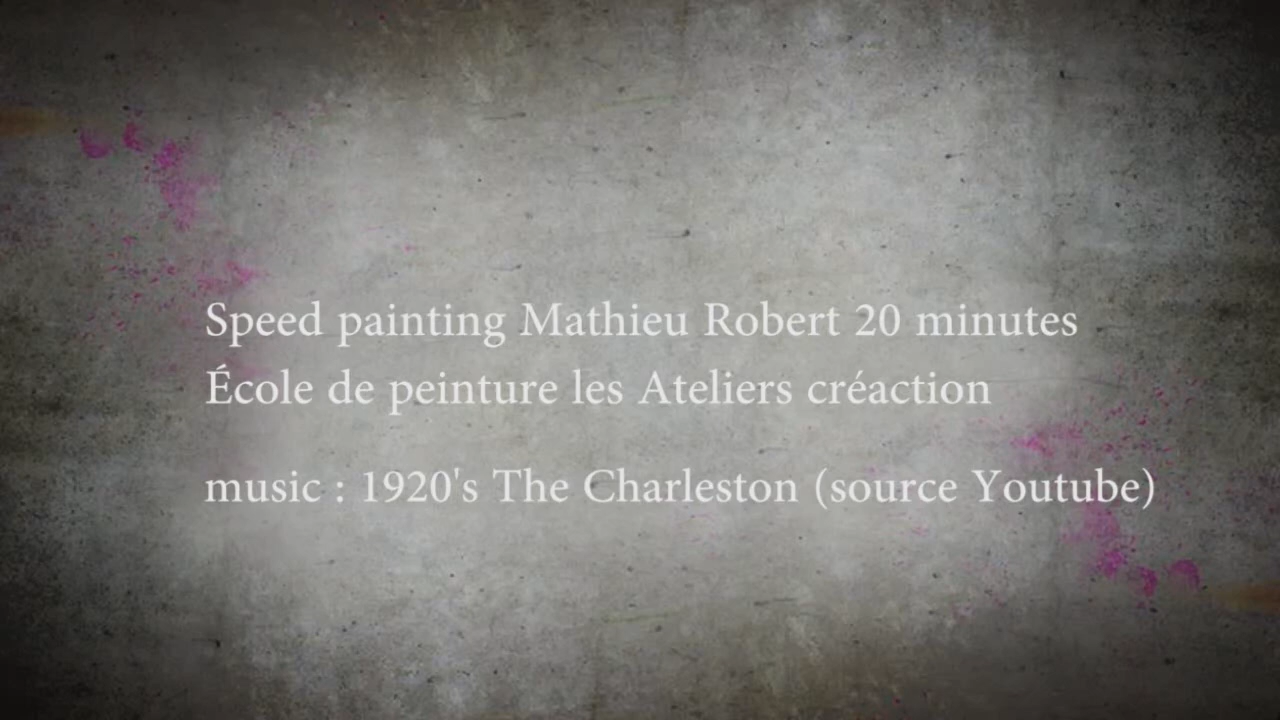 Speed painting Mathieu Robert 20 minutes
École de peinture les Ateliers créaction
music : 1920's The Charleston (source Youtube)